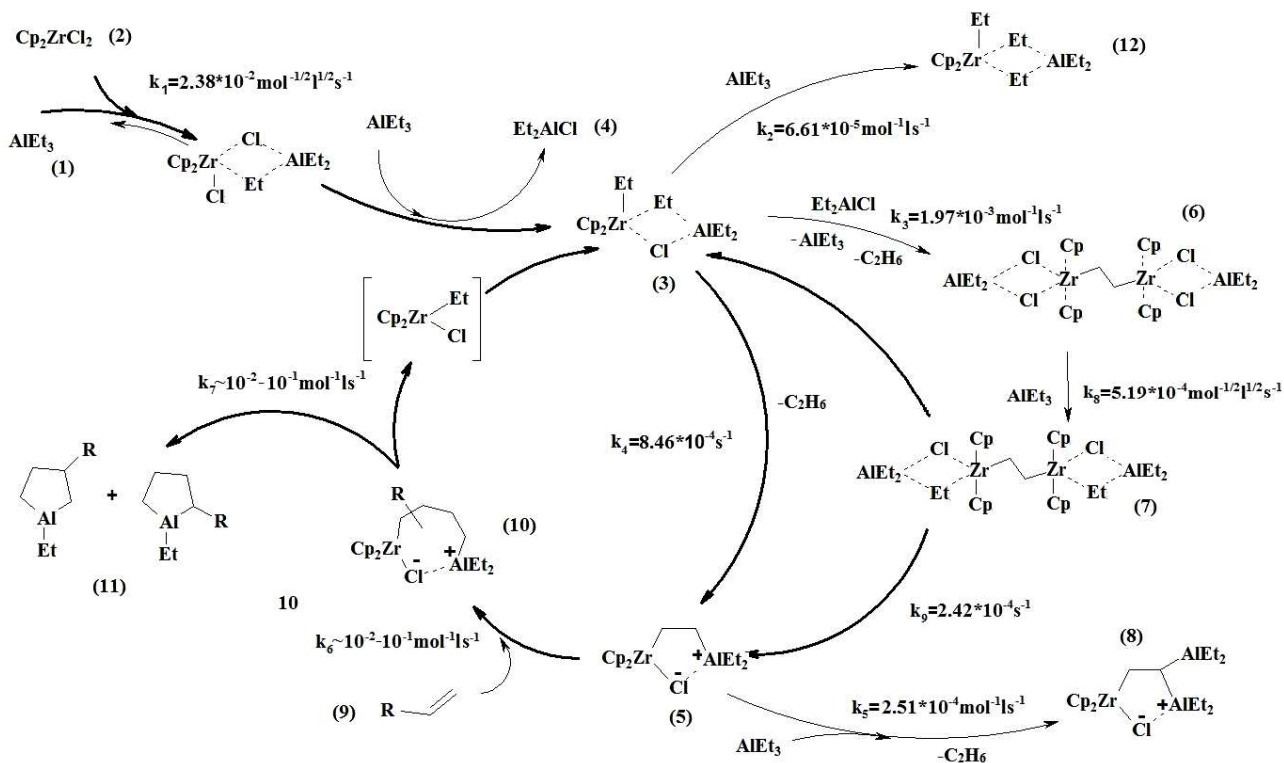 Cp₂ZrCl₂ (2)
k₁=2.38*10⁻²mol⁻¹/²l¹/²s⁻¹
AlEt₃
(1)
Cl
Cp₂Zr AlEt₂
Et
Cl
AlEt₃
Et₂AlCl (4)
Et
Et
Cp₂Zr AlEt₂
Et
(12)
AlEt₃
k₂=6.61*10⁻⁵mol⁻¹ls⁻¹
Et
Et
Cp₂Zr AlEt₂
Cl
(3)
Et₂AlCl
k₃=1.97*10⁻³mol⁻¹ls⁻¹
-AlEt₃
-C₂H₆
(6)
Cp Cp
Cl Cl
AlEt₂ Zr Zr AlEt₂
Cl Cl
Cp Cp
Et
Cp₂Zr
Cl
k₇~10⁻²-10⁻¹mol⁻¹ls⁻¹
-C₂H₆
k₄=8.46*10⁻⁴s⁻¹
AlEt₃
k₈=5.19*10⁻⁴mol⁻¹/²l¹/²s⁻¹
Cp Cp
Cl Cl
AlEt₂ Zr Zr AlEt₂
Et Et
Cp Cp
(7)
R
Al
Et
+
Al
R
Et
(11)
R
Cp₂Zr
- +
Cl AlEt₂
(10)
10
k₆~10⁻²-10⁻¹mol⁻¹ls⁻¹
(9) R
Cp₂Zr +AlEt₂
-
Cl
(5)
k₉=2.42*10⁻⁴s⁻¹
k₅=2.51*10⁻⁴mol⁻¹ls⁻¹
AlEt₃
-C₂H₆
(8)
AlEt₂
Cp₂Zr +AlEt₂
-
Cl